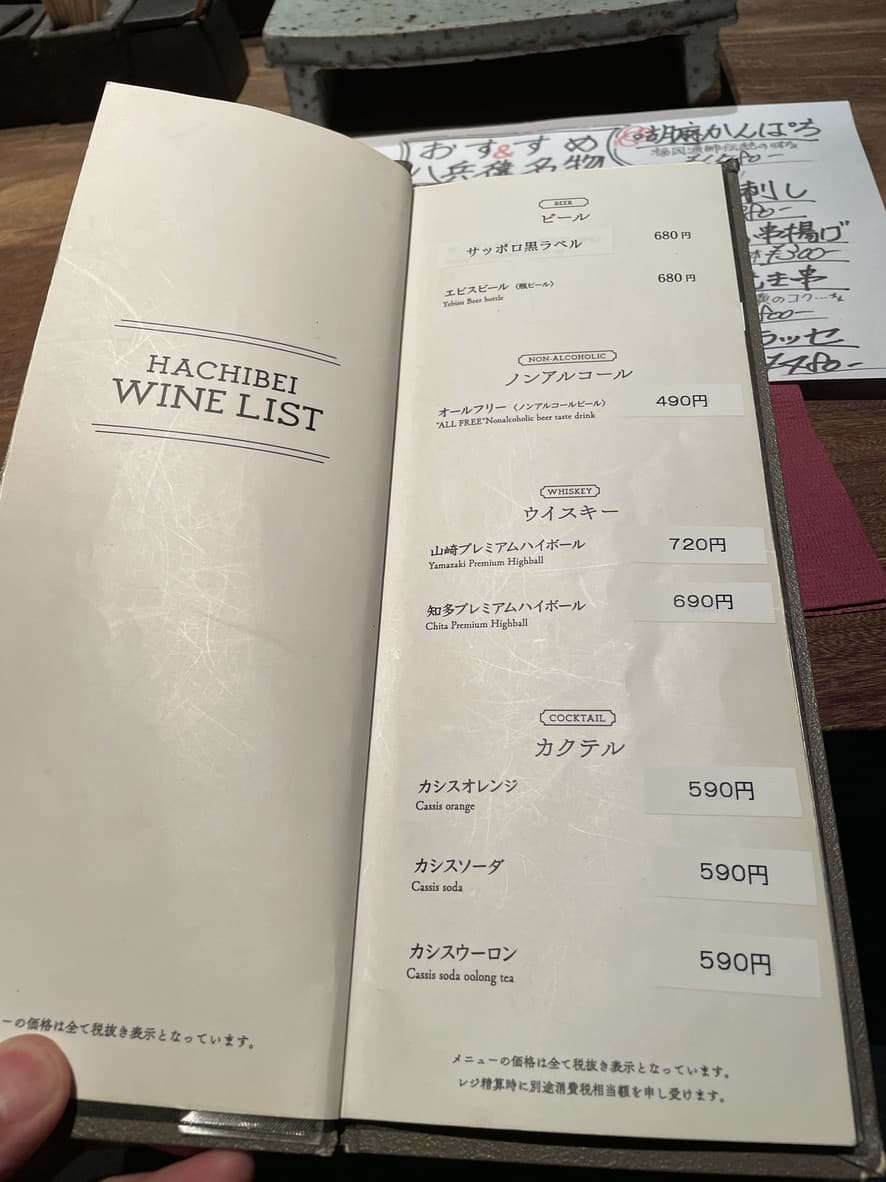 HACHIBEI
WINE LIST
ーの価格は全て税抜き表示となっています。
おす&すめ
胡麻かんぱち
刺し
串揚げ
¥300-
BEER
ビール
サッポロ黒ラベル 680円
エビスビール〈瓶ビール〉 680円
Yebisu Beer bottle
NON-ALCOHOLIC
ノンアルコール
オールフリー〈ノンアルコールビール〉 490円
"ALL FREE"Nonalcoholic beer taste drink
WHISKEY
ウイスキー
山崎プレミアムハイボール 720円
Yamazaki Premium Highball
知多プレミアムハイボール 690円
Chita Premium Highball
COCKTAIL
カクテル
カシスオレンジ 590円
Cassis orange
カシスソーダ 590円
Cassis soda
カシスウーロン 590円
Cassis soda oolong tea
メニューの価格は全て税抜き表示となっています。
レジ精算時に別途消費税相当額を申し受けます。